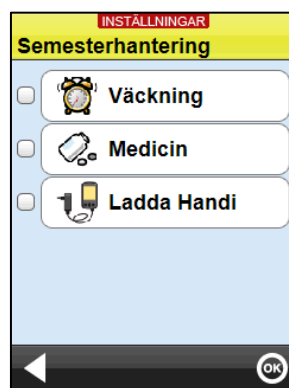 INSTÄLLNINGAR
Semesterhantering
Väckning
Medicin
Ladda Handi
OK